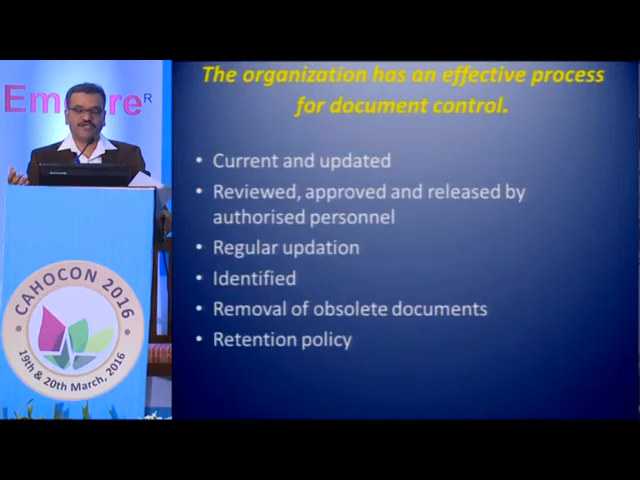 The organization has an effective process
for document control.
• Current and updated
• Reviewed, approved and released by
authorised personnel
• Regular updation
• Identified
• Removal of obsolete documents
• Retention policy
CAHOCON 2016
19th & 20th March, 2016